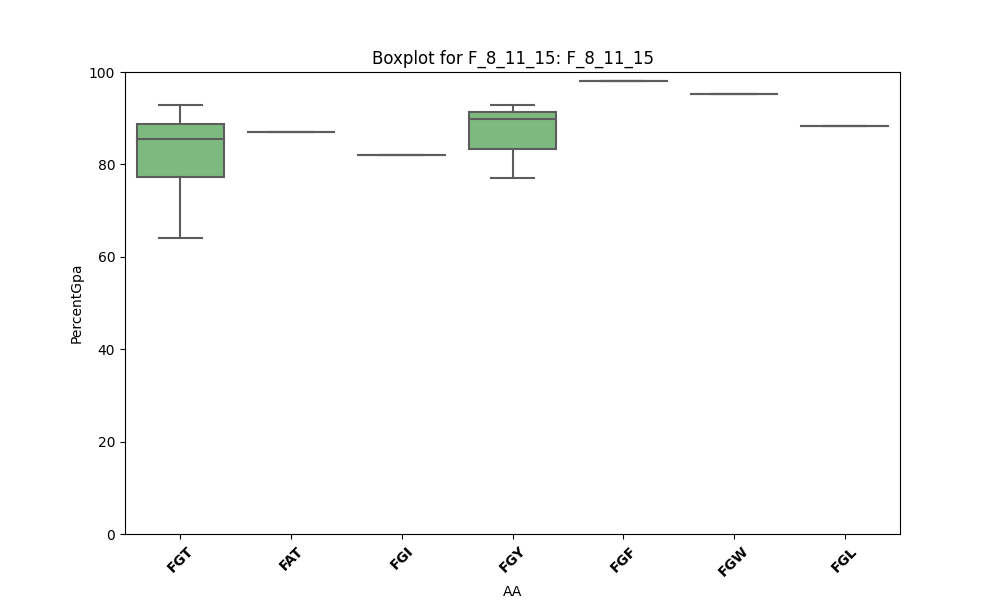 Boxplot for F_8_11_15: F_8_11_15
100
80
60
40
20
0
PercentGpa
FGT
FAT
FGI
FGY
FGF
FGW
FGL
AA